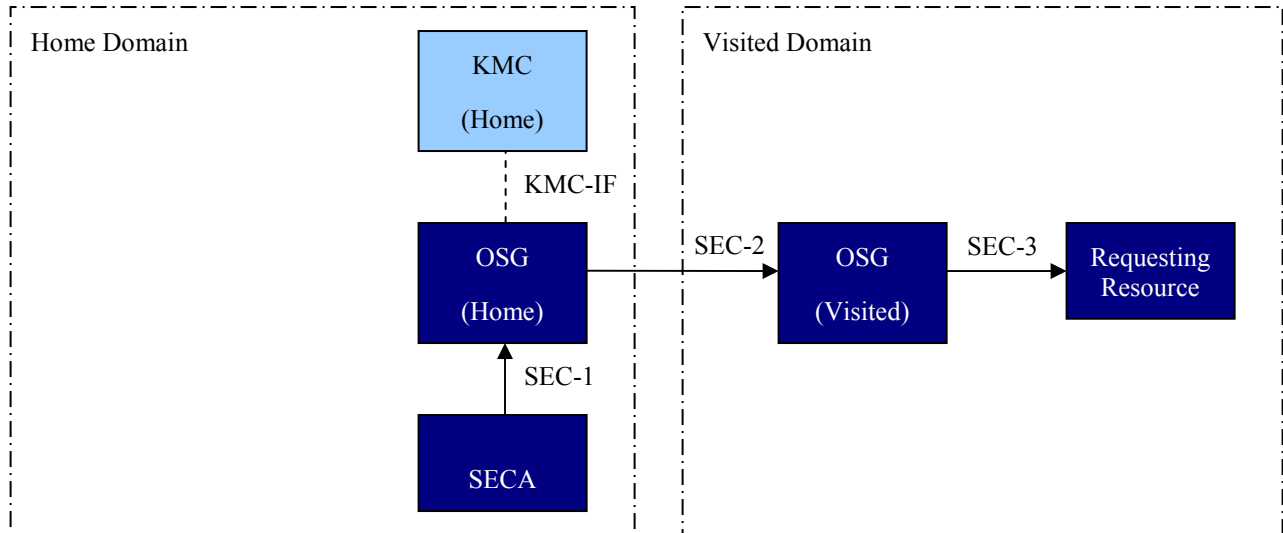 Home Domain
KMC
(Home)
KMC-IF
OSG
(Home)
SEC-1
SECA
Visited Domain
SEC-2
OSG
(Visited)
SEC-3
Requesting
Resource